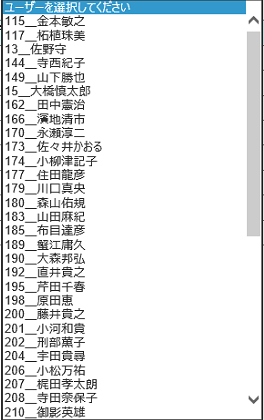 ユーザーを選択してください
115__金本敏之
117__柘植珠美
13__佐野守
144__寺西紀子
149__山下勝也
15__大橋慎太郎
162__田中憲治
166__濱地清市
170__永瀬淳二
173__佐々井かおる
174__小柳津記子
177__住田龍彦
179__川口真央
180__森山佑規
183__山田麻紀
185__布目達彦
189__蟹江庸久
190__大森邦弘
192__直井貴之
195__芹田千春
198__原田恵
200__藤井貴之
201__小河和貴
202__刑部薫子
204__宇田貴尋
206__小松万祐
207__梶田孝太朗
208__寺田奈保子
210__御影英雄